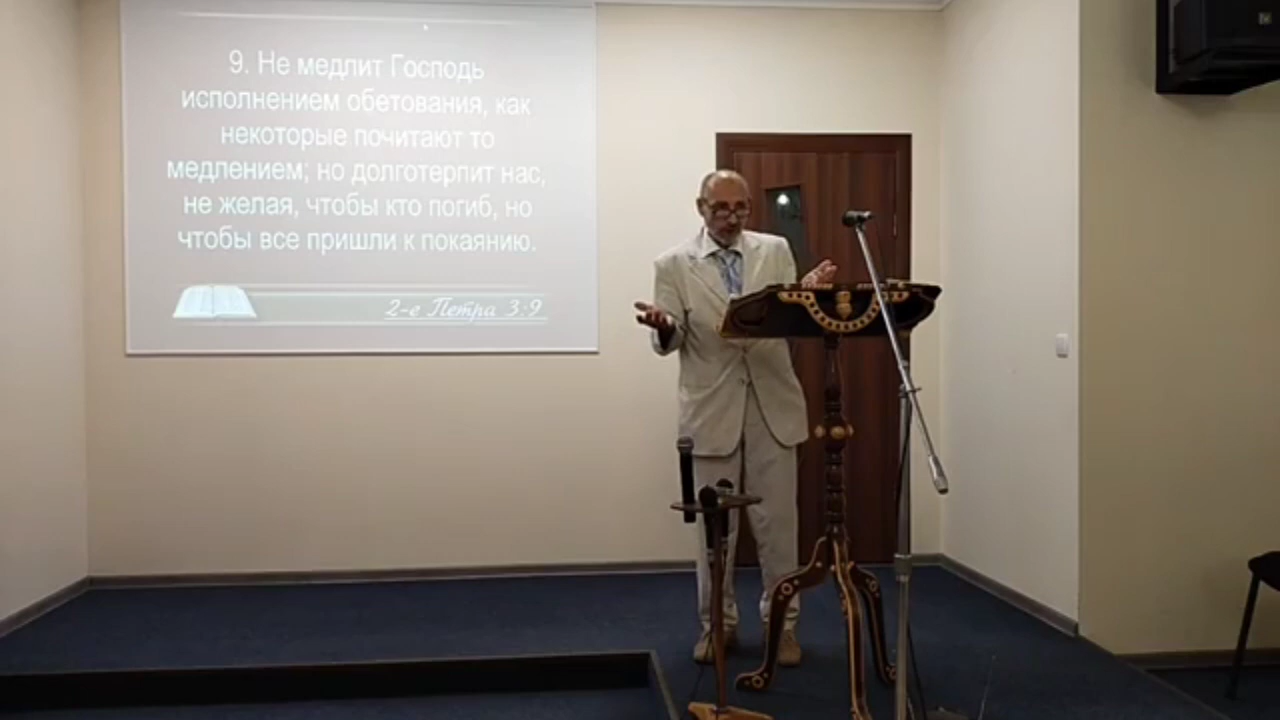 9. Не медлит Господь
исполнением обетования, как
некоторые почитают то
медлением; но долготерпит нас,
не желая, чтобы кто погиб, но
чтобы все пришли к покаянию.
2-е Петра 3:9